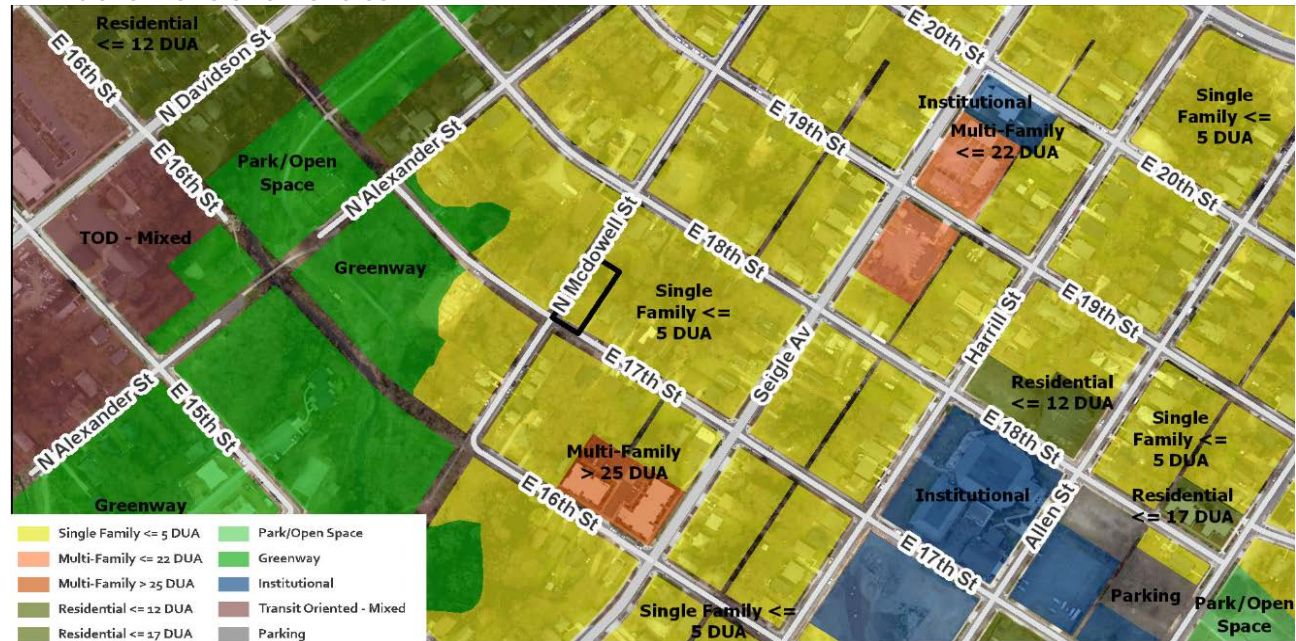 Residential
<= 12 DUA
E 16th St
N Davidson St
E 20th St
Institutional
Multi-Family
<= 22 DUA
Single
Family <=
5 DUA
E 19th St
Park/Open
Space
E 16th St
N Alexander St
E 20th St
TOD - Mixed
Greenway
N Mcdowell St
E 18th St
Single
Family <=
5 DUA
Seigle Av
Harrill St
E 19th St
N Alexander St
E 15th St
E 17th St
Residential
<= 12 DUA
E 18th St
Single
Family <=
5 DUA
Multi-Family
> 25 DUA
E 16th St
Institutional
Allen St
Residential
<= 17 DUA
Greenway
E 17th St
Parking
Park/Open
Space
Single Family <=
5 DUA
Single Family <= 5 DUA
Multi-Family <= 22 DUA
Multi-Family > 25 DUA
Residential <= 12 DUA
Residential <= 17 DUA
Park/Open Space
Greenway
Institutional
Transit Oriented - Mixed
Parking